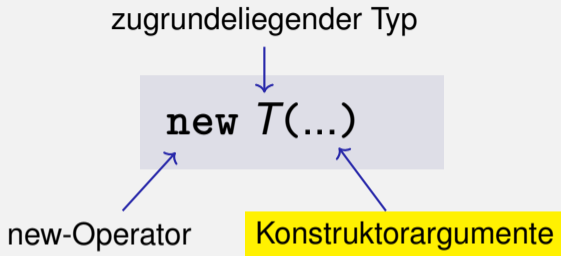 zugrundeliegender Typ
new T(...)
new-Operator
Konstruktorargumente